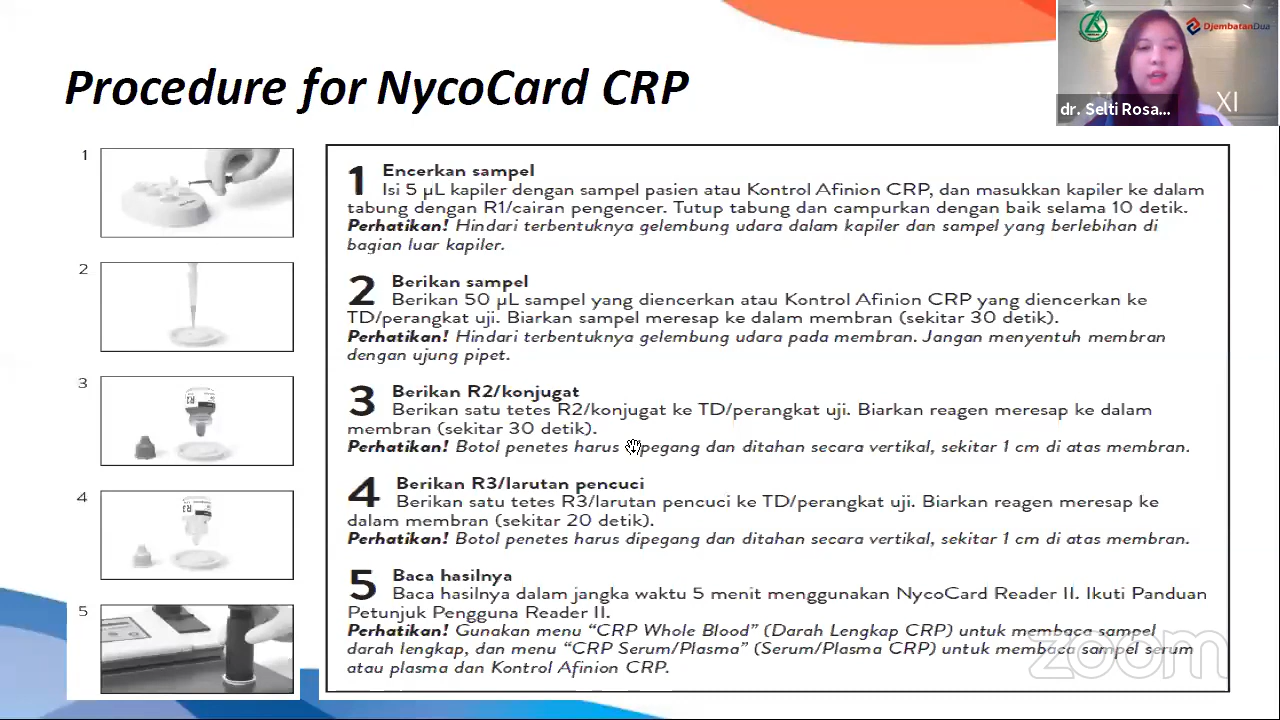 Procedure for NycoCard CRP
DjembatanDua
XI
dr. Selti Rosa...
1
2
3
4
5
1 Encerkan sampel
Isi 5 µL kapiler dengan sampel pasien atau Kontrol Afinion CRP, dan masukkan kapiler ke dalam
tabung dengan R1/cairan pengencer. Tutup tabung dan campurkan dengan baik selama 10 detik.
Perhatikan! Hindari terbentuknya gelembung udara dalam kapiler dan sampel yang berlebihan di
bagian luar kapiler.
2 Berikan sampel
Berikan 50 µL sampel yang diencerkan atau Kontrol Afinion CRP yang diencerkan ke
TD/perangkat uji. Biarkan sampel meresap ke dalam membran (sekitar 30 detik).
Perhatikan! Hindari terbentuknya gelembung udara pada membran. Jangan menyentuh membran
dengan ujung pipet.
3 Berikan R2/konjugat
Berikan satu tetes R2/konjugat ke TD/perangkat uji. Biarkan reagen meresap ke dalam
membran (sekitar 30 detik).
Perhatikan! Botol penetes harus dipegang dan ditahan secara vertikal, sekitar 1 cm di atas membran.
4 Berikan R3/larutan pencuci
Berikan satu tetes R3/larutan pencuci ke TD/perangkat uji. Biarkan reagen meresap ke
dalam membran (sekitar 20 detik).
Perhatikan! Botol penetes harus dipegang dan ditahan secara vertikal, sekitar 1 cm di atas membran.
5 Baca hasilnya
Baca hasilnya dalam jangka waktu 5 menit menggunakan NycoCard Reader II. Ikuti Panduan
Petunjuk Pengguna Reader II.
Perhatikan! Gunakan menu “CRP Whole Blood” (Darah Lengkap CRP) untuk membaca sampel
darah lengkap, dan menu “CRP Serum/Plasma” (Serum/Plasma CRP) untuk membaca sampel serum
atau plasma dan Kontrol Afinion CRP.
zoom